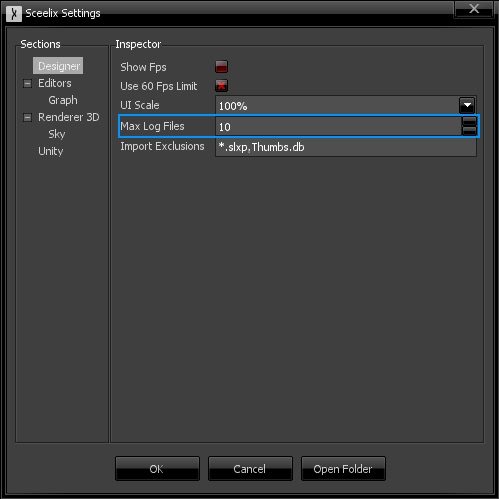 Sceelix Settings
Sections
Designer
Editors
Graph
Renderer 3D
Sky
Unity
Inspector
Show Fps
Use 60 Fps Limit
UI Scale 100%
Max Log Files 10
Import Exclusions *.slxp,Thumbs.db
OK Cancel Open Folder